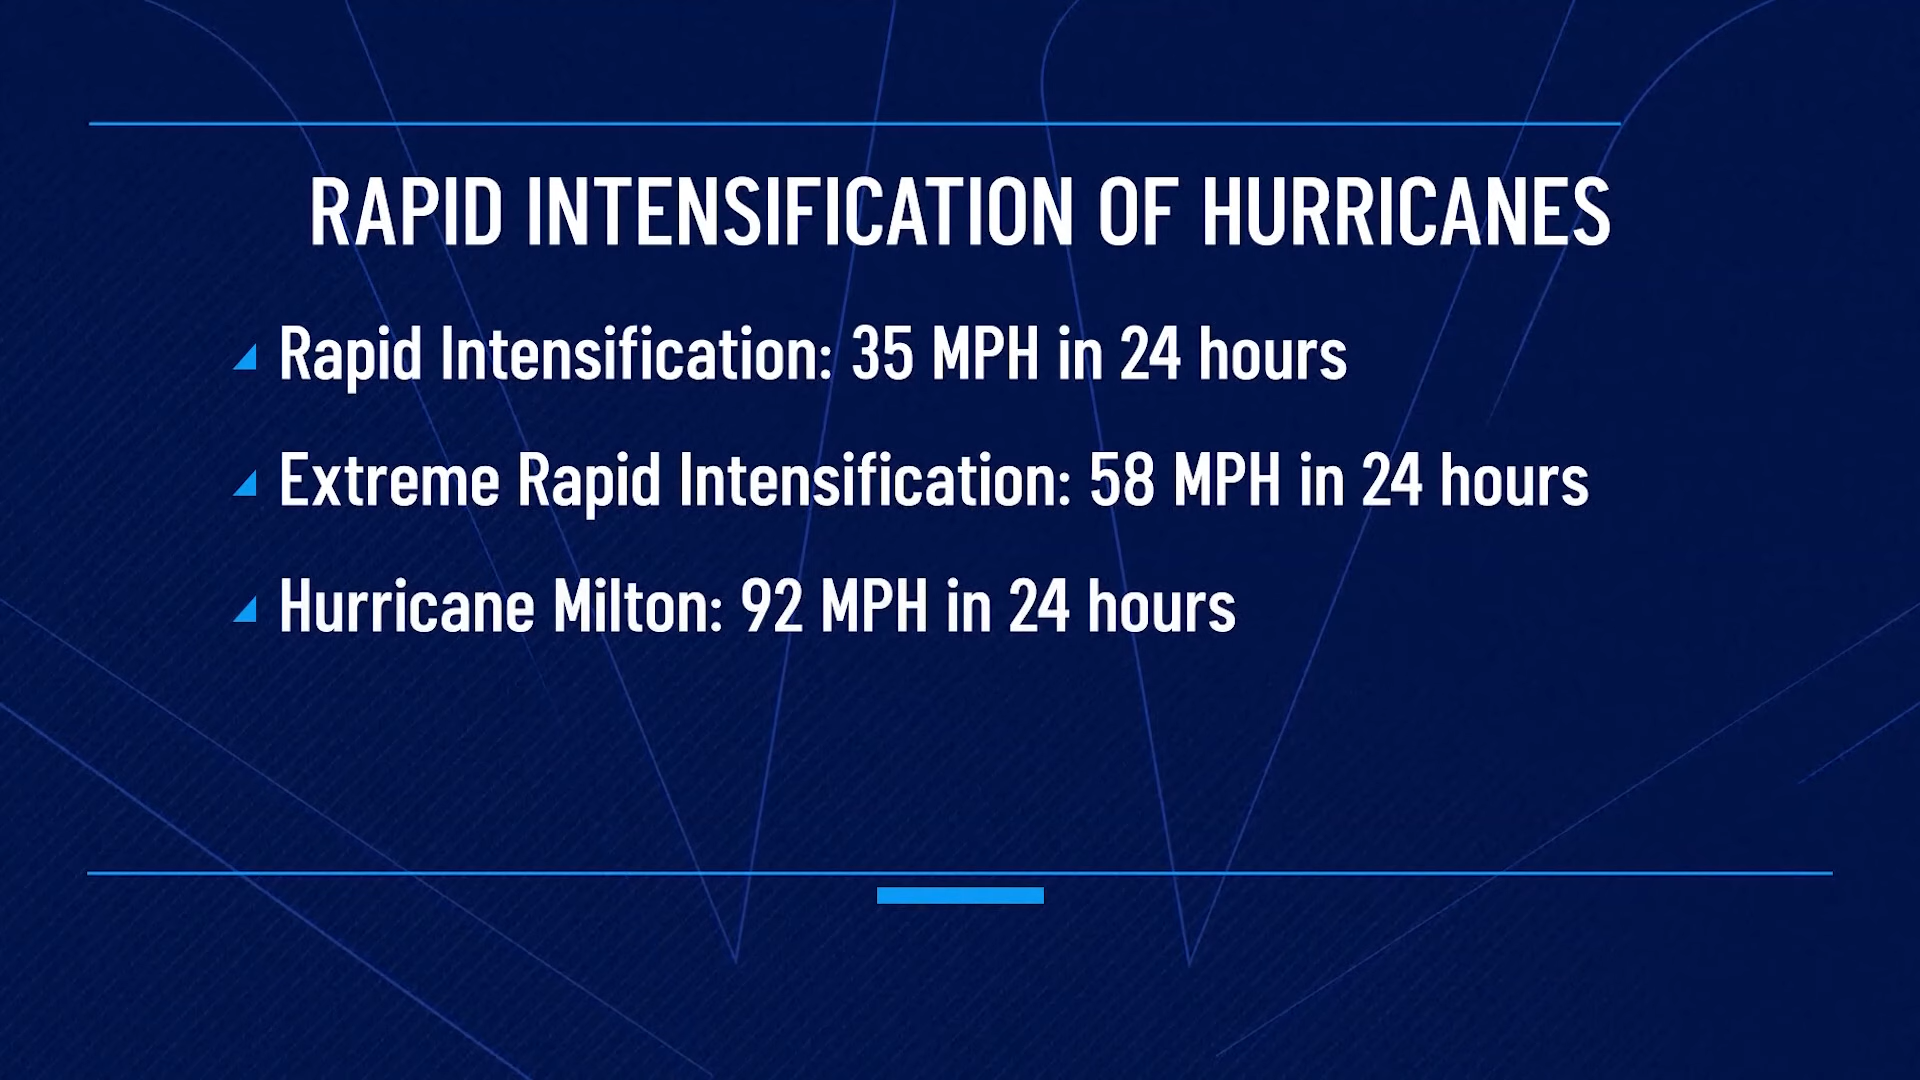 RAPID INTENSIFICATION OF HURRICANES
Rapid Intensification: 35 MPH in 24 hours
Extreme Rapid Intensification: 58 MPH in 24 hours
Hurricane Milton: 92 MPH in 24 hours